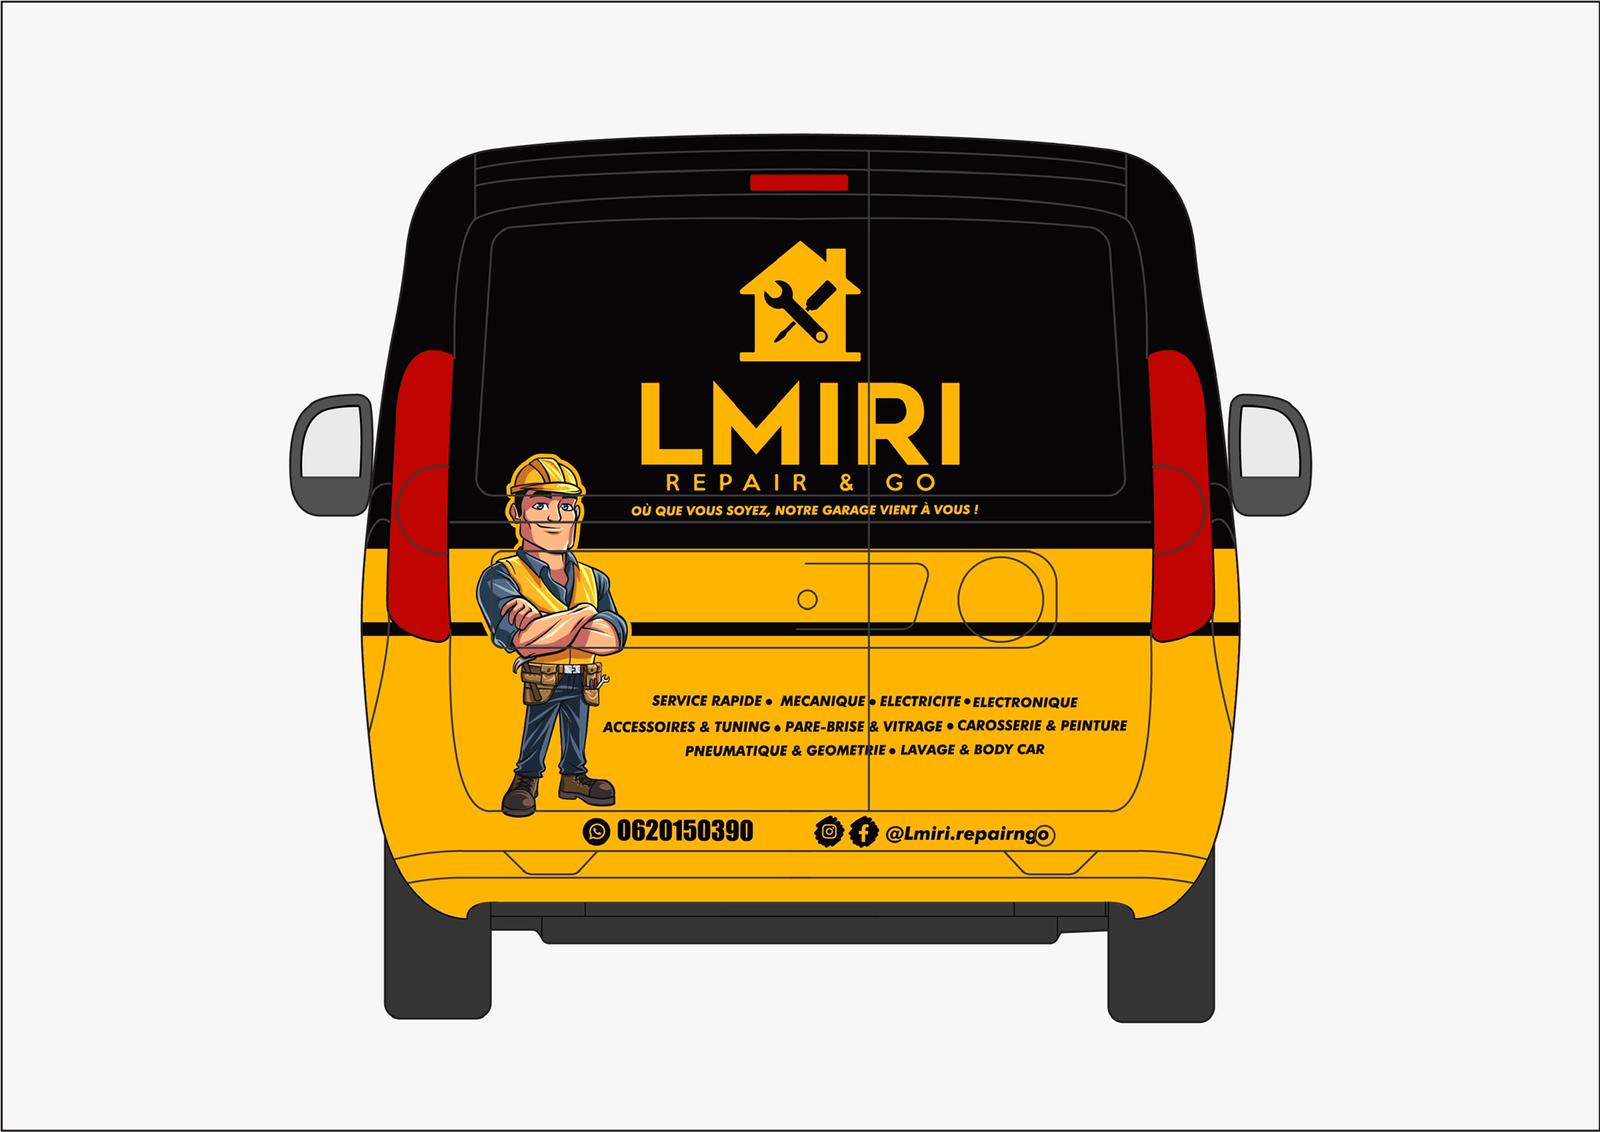 LMIRI
REPAIR & GO
OÙ QUE VOUS SOYEZ, NOTRE GARAGE VIENT À VOUS !
SERVICE RAPIDE • MECANIQUE • ELECTRICITE • ELECTRONIQUE
ACCESSOIRES & TUNING • PARE-BRISE & VITRAGE • CAROSSERIE & PEINTURE
PNEUMATIQUE & GEOMETRIE • LAVAGE & BODY CAR
0620150390 @Lmiri.repairngo